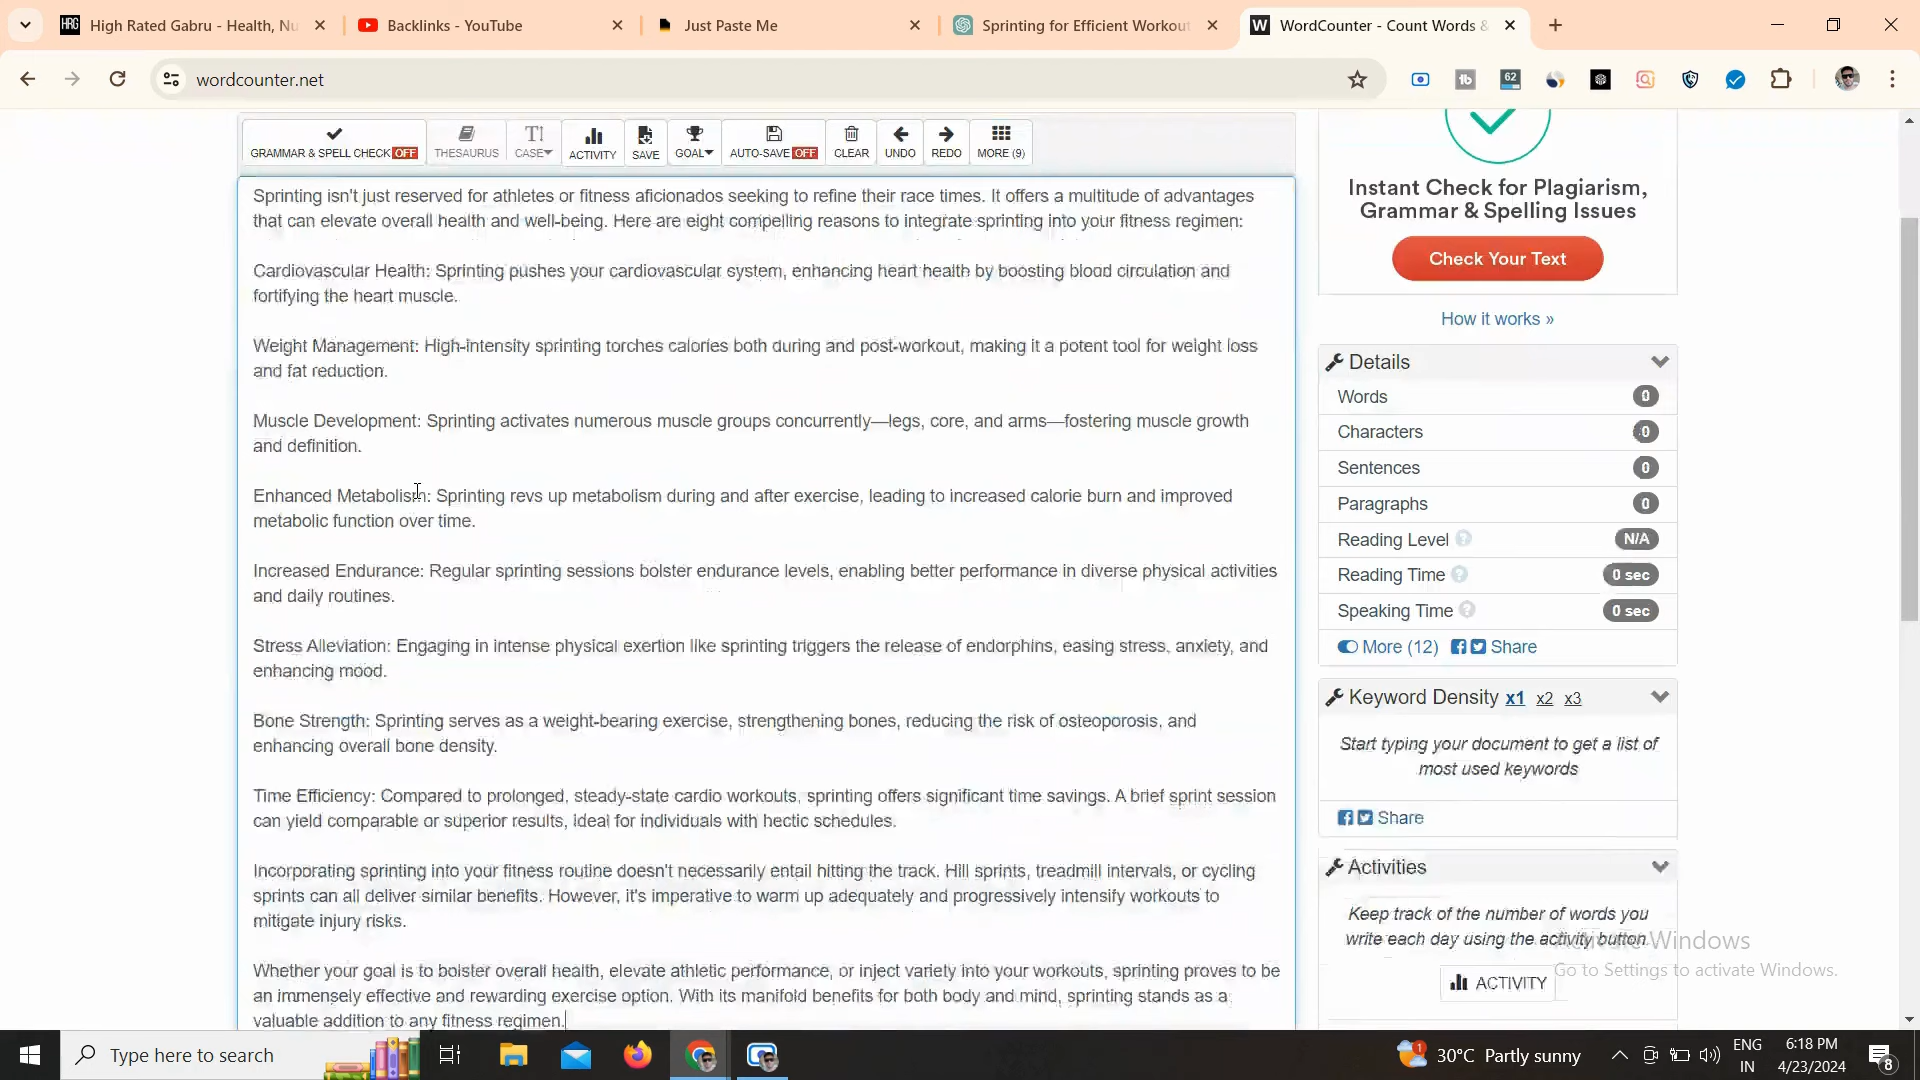 High Rated Gabru - Health, Nu
Backlinks - YouTube
Just Paste Me
Sprinting for Efficient Workout
WordCounter - Count Words &
wordcounter.net
62
GRAMMAR & SPELL CHECK OFF
THESAURUS
CASE
ACTIVITY
SAVE
GOAL
AUTO-SAVE OFF
CLEAR
UNDO
REDO
MORE (9)
Sprinting isn't just reserved for athletes or fitness aficionados seeking to refine their race times. It offers a multitude of advantages
that can elevate overall health and well-being. Here are eight compelling reasons to integrate sprinting into your fitness regimen:
Cardiovascular Health: Sprinting pushes your cardiovascular system, enhancing heart health by boosting blood circulation and
fortifying the heart muscle.
Weight Management: High-intensity sprinting torches calories both during and post-workout, making it a potent tool for weight loss
and fat reduction.
Muscle Development: Sprinting activates numerous muscle groups concurrently—legs, core, and arms—fostering muscle growth
and definition.
Enhanced Metabolism: Sprinting revs up metabolism during and after exercise, leading to increased calorie burn and improved
metabolic function over time.
Increased Endurance: Regular sprinting sessions bolster endurance levels, enabling better performance in diverse physical activities
and daily routines.
Stress Alleviation: Engaging in intense physical exertion like sprinting triggers the release of endorphins, easing stress, anxiety, and
enhancing mood.
Bone Strength: Sprinting serves as a weight-bearing exercise, strengthening bones, reducing the risk of osteoporosis, and
enhancing overall bone density.
Time Efficiency: Compared to prolonged, steady-state cardio workouts, sprinting offers significant time savings. A brief sprint session
can yield comparable or superior results, ideal for individuals with hectic schedules.
Incorporating sprinting into your fitness routine doesn't necessarily entail hitting the track. Hill sprints, treadmill intervals, or cycling
sprints can all deliver similar benefits. However, it's imperative to warm up adequately and progressively intensify workouts to
mitigate injury risks.
Whether your goal is to bolster overall health, elevate athletic performance, or inject variety into your workouts, sprinting proves to be
an immensely effective and rewarding exercise option. With its manifold benefits for both body and mind, sprinting stands as a
valuable addition to any fitness regimen.
Instant Check for Plagiarism,
Grammar & Spelling Issues
Check Your Text
How it works »
Details
Words 0
Characters 0
Sentences 0
Paragraphs 0
Reading Level N/A
Reading Time 0 sec
Speaking Time 0 sec
More (12) Share
Keyword Density x1 x2 x3
Start typing your document to get a list of
most used keywords
Share
Activities
Keep track of the number of words you
write each day using the activity button.
ACTIVITY
Activate Windows
Go to Settings to activate Windows.
Type here to search
1
30°C Partly sunny
ENG
IN
6:18 PM
4/23/2024
8